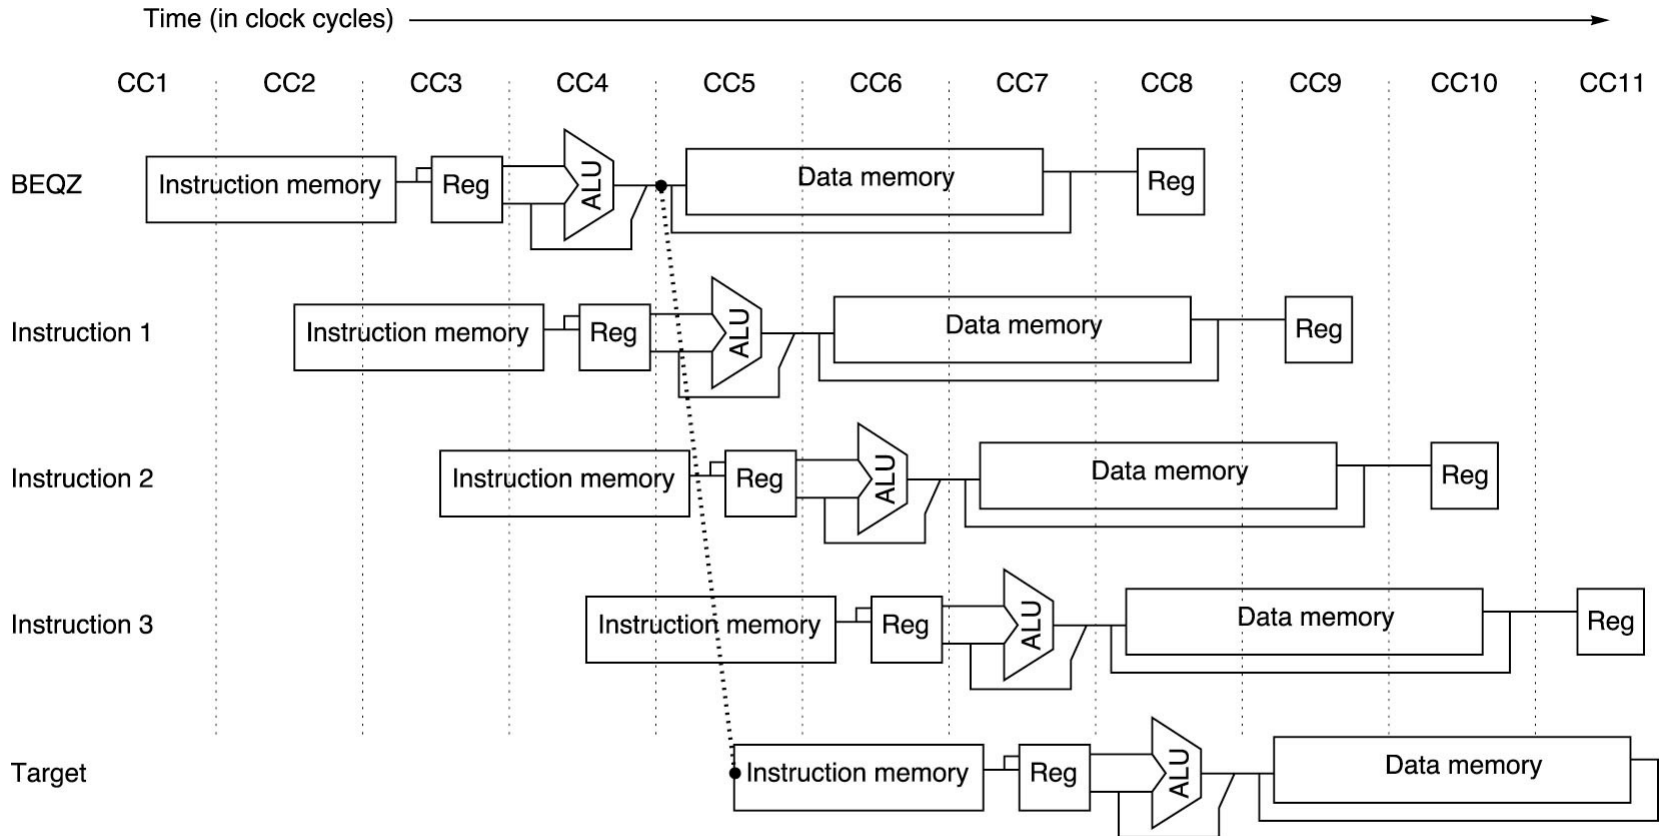 Time (in clock cycles)
CC1 CC2 CC3 CC4 CC5 CC6 CC7 CC8 CC9 CC10 CC11
BEQZ Instruction memory Reg ALU Data memory Reg
Instruction 1 Instruction memory Reg ALU Data memory Reg
Instruction 2 Instruction memory Reg ALU Data memory Reg
Instruction 3 Instruction memory Reg ALU Data memory Reg
Target Instruction memory Reg ALU Data memory